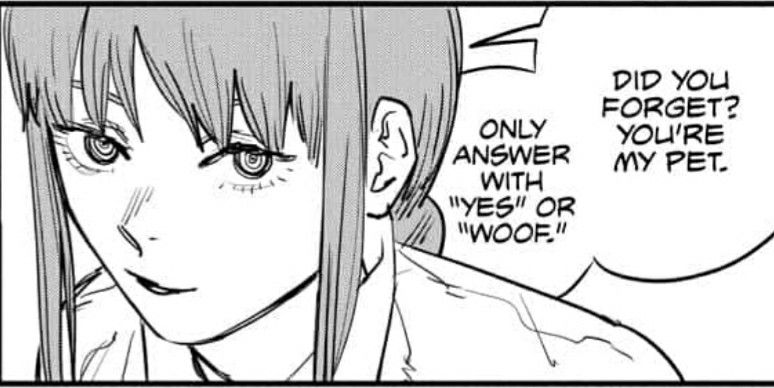 DID YOU
FORGET?
YOU'RE
MY PET.
ONLY
ANSWER
WITH
"YES" OR
"WOOF."